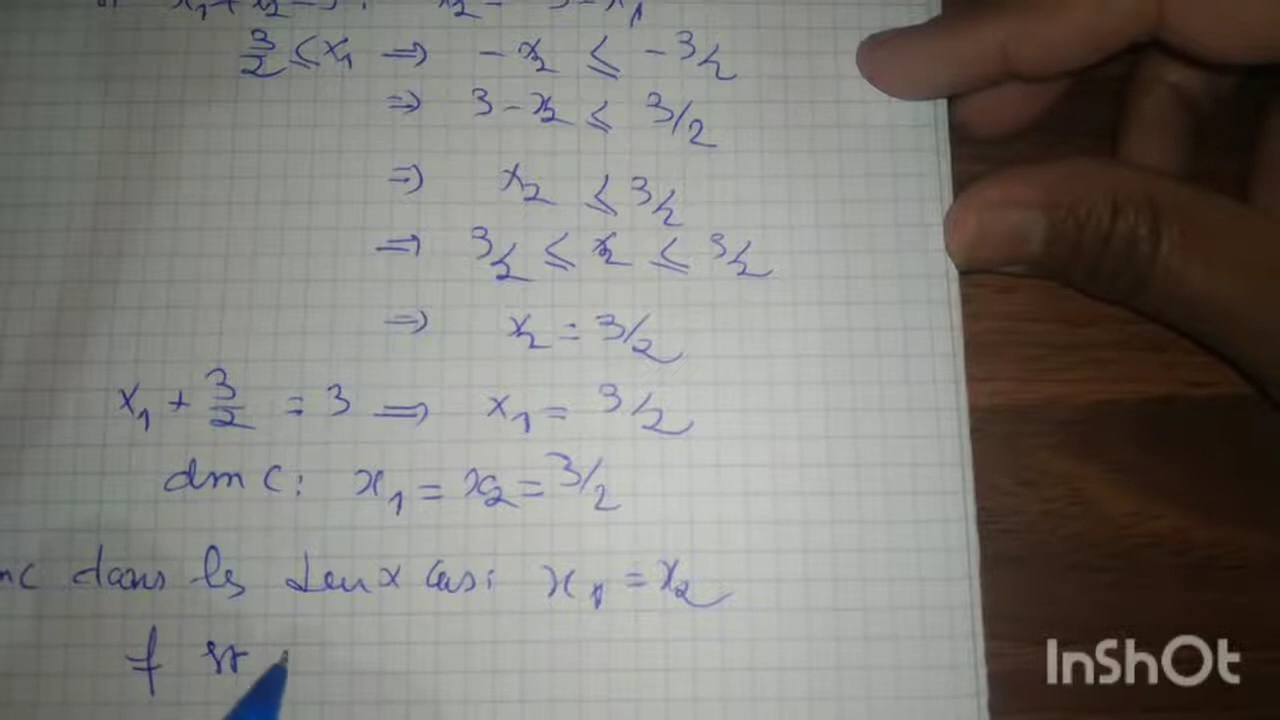 3/2 ≤ x₁ ⟹ - x₂ ≤ - 3/2
⟹ 3 - x₂ ≤ 3/2
⟹ x₂ ≤ 3/2
⟹ 3/2 ≤ x₂ ≤ 3/2
⟹ x₂ = 3/2
x₁ + 3/2 = 3 ⟹ x₁ = 3/2
donc : x₁ = x₂ = 3/2
nc dans les deux cas : x₁ = x₂
f est
InShOt